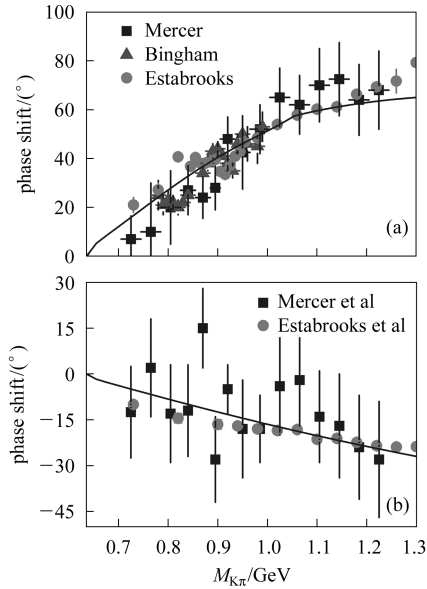 100
80
60
40
20
0
phase shift/(°)
Mercer
Bingham
Estabrooks
(a)
30
15
0
−15
−30
−45
phase shift/(°)
Mercer et al
Estabrooks et al
(b)
0.7 0.8 0.9 1.0 1.1 1.2 1.3
M_Kπ/GeV